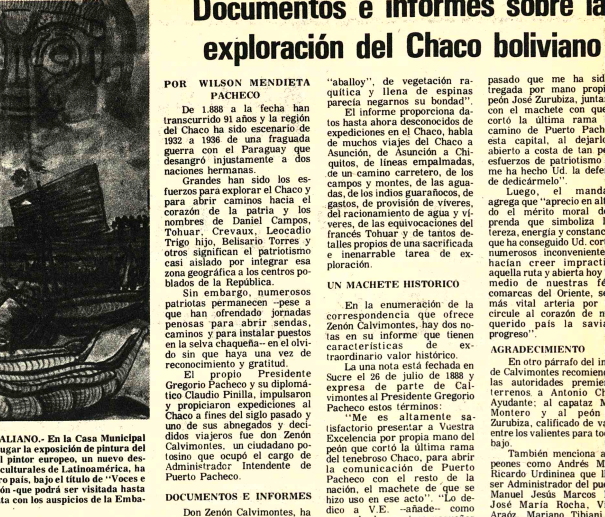 Documentos e informes sobre la
exploración del Chaco boliviano
POR WILSON MENDIETA
PACHECO
De 1.888 a la fecha han
transcurrido 91 años y la región
del Chaco ha sido escenario de
1932 a 1936 de una fraguada
guerra con el Paraguay que
desangró injustamente a dos
naciones hermanas.
Grandes han sido los es-
fuerzos para explorar el Chaco y
para abrir caminos hacia el
corazón de la patria y los
nombres de Daniel Campos,
Tohuar, Crevaux, Leocadio
Trigo hijo, Belisario Torres y
otros significan el patriotismo
casi aislado por integrar esa
zona geográfica a los centros po-
blados de la República.
Sin embargo, numerosos
patriotas permanecen --pese a
que han ofrendado jornadas
penosas para abrir sendas,
caminos y para instalar puestos
en la selva chaqueña-- en el olvi-
do sin que haya una vez de
reconocimiento y gratitud.
El propio Presidente
Gregorio Pacheco y su diplomá-
tico Claudio Pinilla, impulsaron
y propiciaron expediciones al
Chaco a fines del siglo pasado y
uno de sus abnegados y deci-
didos viajeros fue don Zenón
Calvimontes, un ciudadano po-
tosino que ocupó el cargo de
Administrador Intendente de
Puerto Pacheco.
DOCUMENTOS E INFORMES
Don Zenón Calvimontes, ha
"aballoy", de vegetación ra-
quítica y llena de espinas
parecía negarnos su bondad".
El informe proporciona da-
tos hasta ahora desconocidos de
expediciones en el Chaco, habla
de muchos viajes del Chaco a
Asunción, de Asunción a Chi-
quitos, de líneas empalmadas,
de un camino carretero, de los
campos y montes, de las agua-
das, de los indios guarañocos, de
gastos, de provisión de víveres,
del racionamiento de agua y ví-
veres, de las equivocaciones del
francés Tohuar y de tantos de-
talles propios de una sacrificada
e inenarrable tarea de ex-
ploración.
UN MACHETE HISTORICO
En la enumeración de la
correspondencia que ofrece
Zenón Calvimontes, hay dos no-
tas en su informe que tienen
características de ex-
traordinario valor histórico.
La una nota está fechada en
Sucre el 26 de julio de 1888 y
expresa de parte de Cal-
vimontes al Presidente Gregorio
Pacheco estos términos:
"Me es altamente sa-
tisfactorio presentar a Vuestra
Excelencia por propia mano del
peón que cortó la última rama
del tenebroso Chaco, para abrir
la comunicación de Puerto
Pacheco con el resto de la
nación, el machete de que se
hizo uso en ese acto". "Lo de-
dico a V.E. --añade-- como
pasado que me ha sid
tregada por mano propi
peón José Zurubiza, junta
con el machete con que
cortó la última rama
camino de Puerto Pach
esta capital, al dejarlo
abierto a costa de tan pe
esfuerzos de patriotismo
me ha hecho Ud. la defe
de dedicármelo".
Luego, el manda
agrega que "aprecio en alt
do el mérito moral de
prenda que simboliza l
tereza, energía y constanc
que ha conseguido Ud. cor
numerosos inconveniente
hacían creer impracti
aquella ruta y abierta hoy
medio de nuestras fé
comarcas del Oriente, se
más vital arteria por
circule al corazón de n
querido país la savia
progreso".
AGRADECIMIENTO
En otro párrafo del in
de Calvimontes recomien
las autoridades premie
terrenos a Antonio Ch
Ayudante; al capataz M
Montero y al peón
Zurubiza, calificado de va
entre los valientes para to
bajo.
También menciona a
peones como Andrés M
Ricardo Urdininea que ll
ser Administrador del pue
Manuel Jesús Marcos
José María Rocha, V
Aráoz, Mariano Tibiani
ALIANO.- En la Casa Municipal
ugar la exposición de pintura del
l pintor europeo, un nuevo des-
culturales de Latinoamérica, ha
ro país, bajo el título de "Voces e
ón -que podrá ser visitada hasta
ta con los auspicios de la Emba-